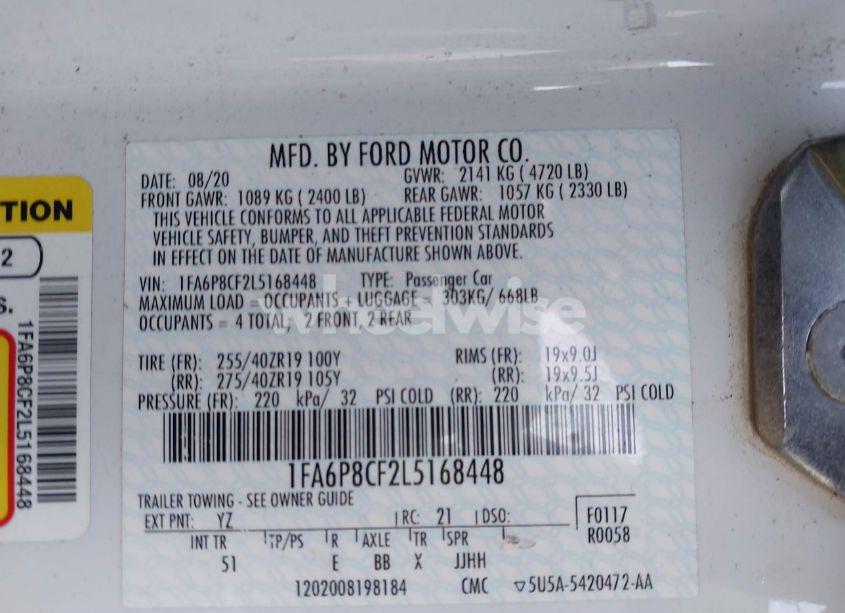 MFD. BY FORD MOTOR CO.
DATE: 08/20 GVWR: 2141 KG ( 4720 LB)
FRONT GAWR: 1089 KG ( 2400 LB) REAR GAWR: 1057 KG ( 2330 LB)
THIS VEHICLE CONFORMS TO ALL APPLICABLE FEDERAL MOTOR
VEHICLE SAFETY, BUMPER, AND THEFT PREVENTION STANDARDS
IN EFFECT ON THE DATE OF MANUFACTURE SHOWN ABOVE.
VIN: 1FA6P8CF2L5168448 TYPE: Passenger Car
MAXIMUM LOAD - OCCUPANTS + LUGGAGE = 303KG/ 668LB
OCCUPANTS = 4 TOTAL, 2 FRONT, 2 REAR
wheelwise
TIRE (FR): 255/40ZR19 100Y RIMS (FR): 19x9.0J
(RR): 275/40ZR19 105Y (RR): 19x9.5J
PRESSURE (FR): 220 kPa/ 32 PSI COLD (RR): 220 kPa/ 32 PSI COLD
1FA6P8CF2L5168448
TRAILER TOWING - SEE OWNER GUIDE
EXT PNT: YZ RC: 21 DSO: F0117
R0058
INT TR TP/PS R AXLE TR SPR
51 E BB X JJHH
1202008198184 CMC ▽5U5A-5420472-AA
TION
2
S.
1FA6P8CF2L5168448